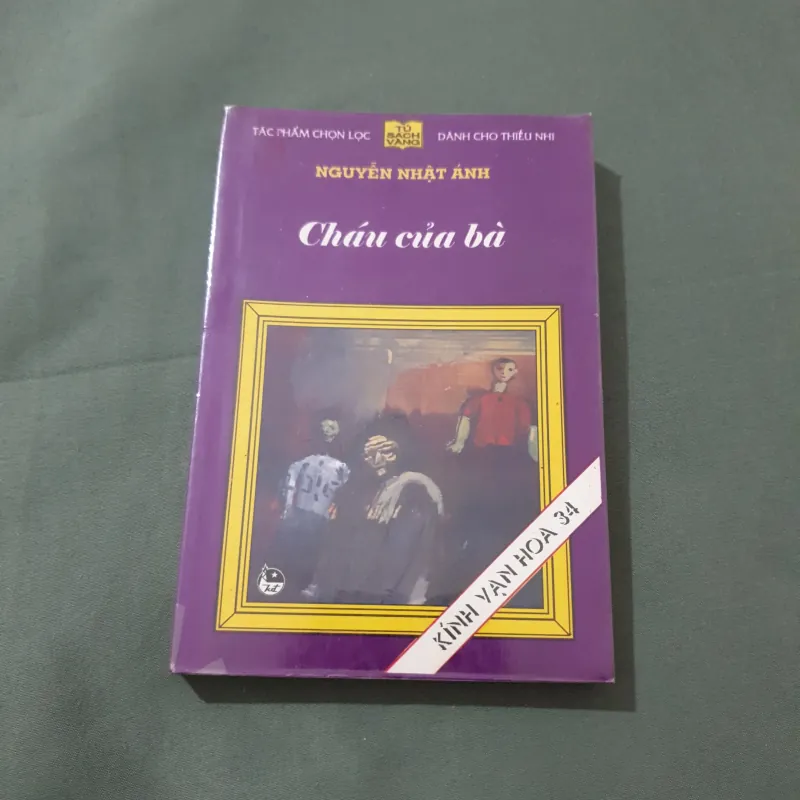 TÁC PHẨM CHỌN LỌC
TỦ
SÁCH
VÀNG
DÀNH CHO THIẾU NHI
NGUYỄN NHẬT ÁNH
Cháu của bà
KÍNH VẠN HOA 34